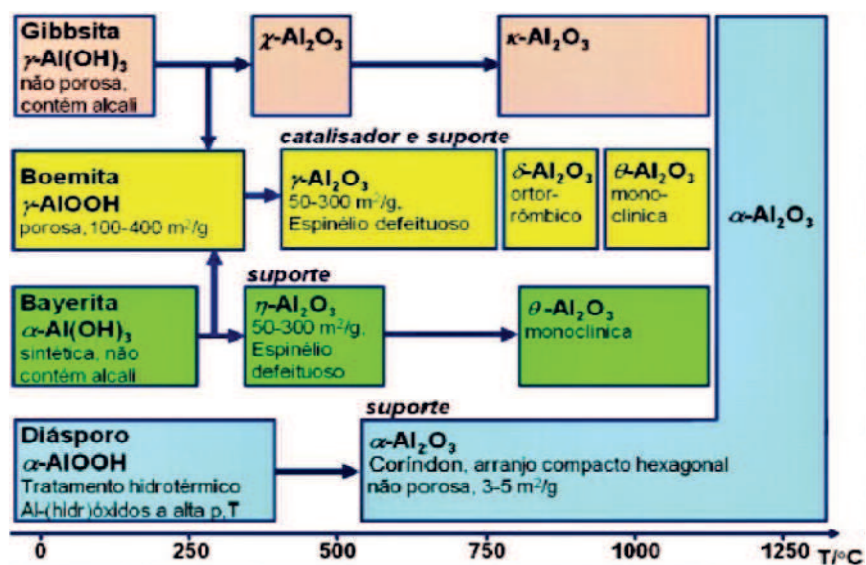 Gibbsita
γ-Al(OH)₃
não porosa,
contém alcali
χ-Al₂O₃
κ-Al₂O₃
catalisador e suporte
Boemita
γ-AlOOH
porosa, 100-400 m²/g
γ-Al₂O₃
50-300 m²/g,
Espinélio defeituoso
δ-Al₂O₃
ortor-
rômbico
θ-Al₂O₃
mono-
clinica
α-Al₂O₃
suporte
Bayerita
α-Al(OH)₃
sintética, não
contém alcali
η-Al₂O₃
50-300 m²/g,
Espinélio
defeituoso
θ-Al₂O₃
monoclinica
suporte
Diásporo
α-AlOOH
Tratamento hidrotérmico
Al-(hidr)óxidos a alta p,T
α-Al₂O₃
Coríndon, arranjo compacto hexagonal
não porosa, 3-5 m²/g
0 250 500 750 1000 1250 T/°C